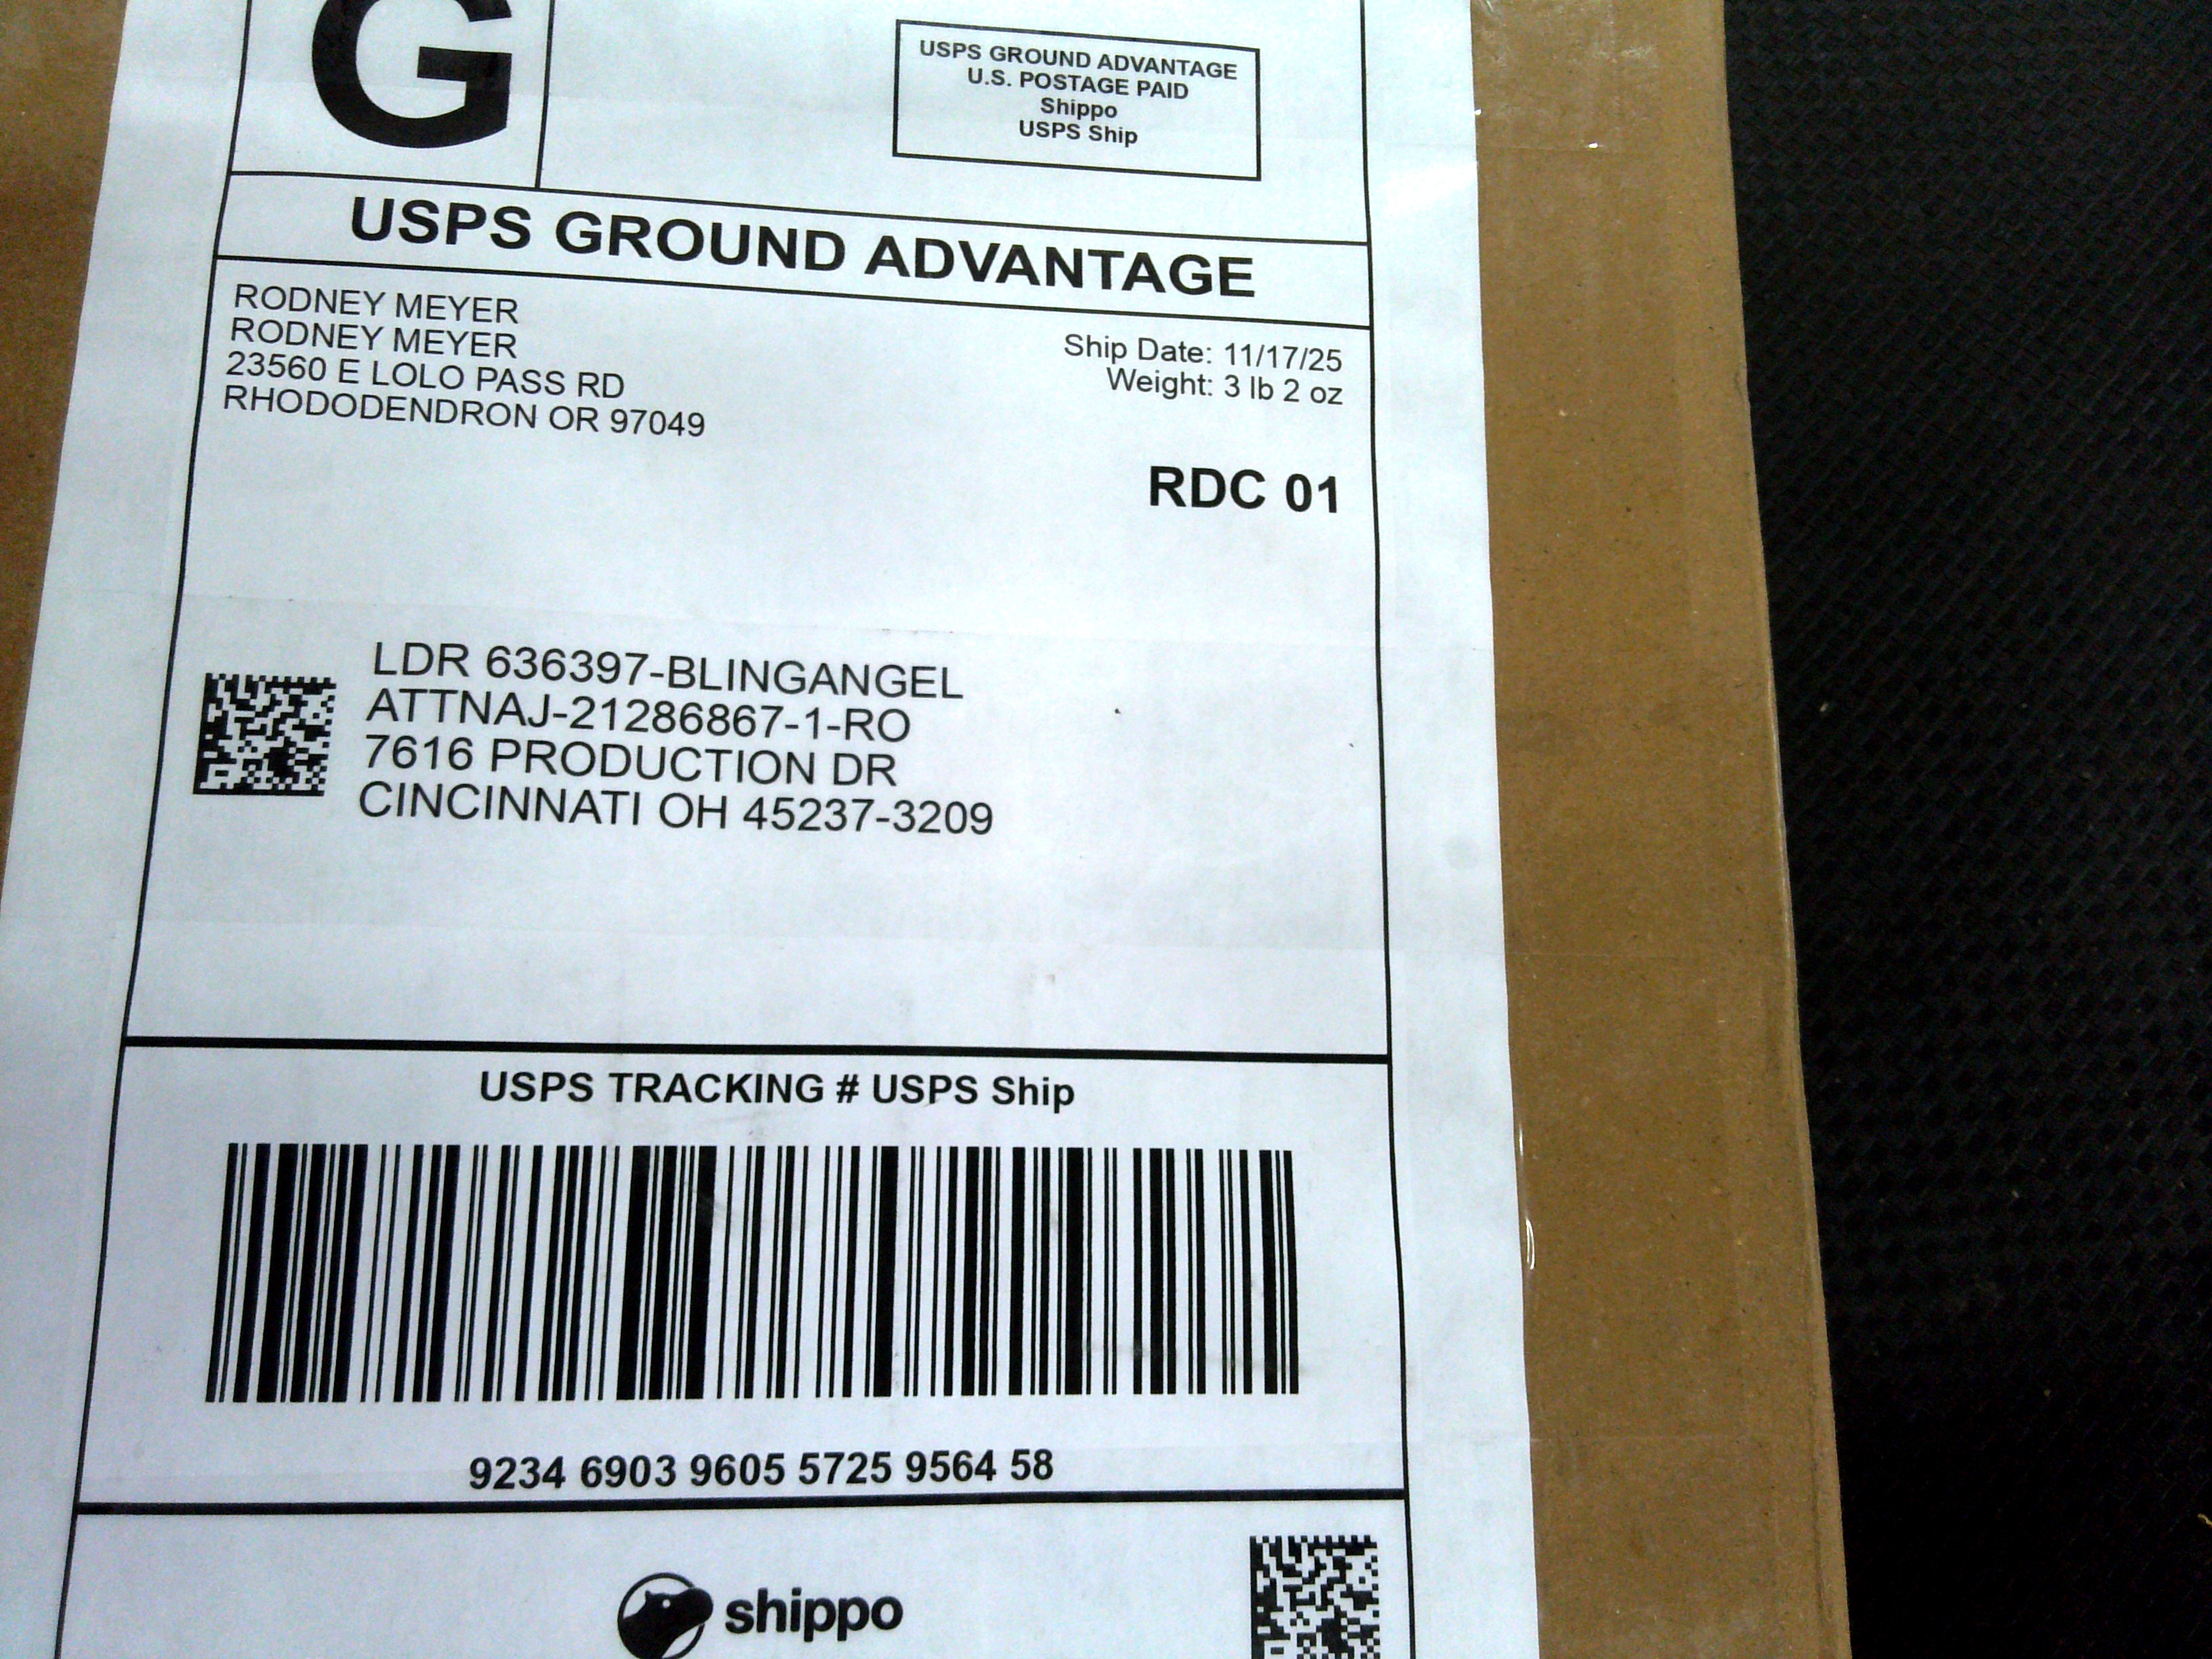 G
USPS GROUND ADVANTAGE
U.S. POSTAGE PAID
Shippo
USPS Ship
USPS GROUND ADVANTAGE
RODNEY MEYER
RODNEY MEYER
23560 E LOLO PASS RD
RHODODENDRON OR 97049
Ship Date: 11/17/25
Weight: 3 lb 2 oz
RDC 01
LDR 636397-BLINGANGEL
ATTNAJ-21286867-1-RO
7616 PRODUCTION DR
CINCINNATI OH 45237-3209
USPS TRACKING # USPS Ship
9234 6903 9605 5725 9564 58
shippo